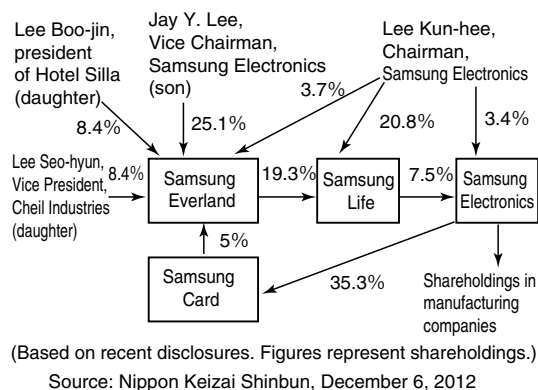 Lee Boo-jin,
president
of Hotel Silla
(daughter)
8.4%
Jay Y. Lee,
Vice Chairman,
Samsung Electronics
(son)
25.1%
Lee Kun-hee,
Chairman,
Samsung Electronics
3.7%
20.8%
3.4%
Lee Seo-hyun,
Vice President,
Cheil Industries
(daughter)
8.4%
Samsung
Everland
19.3%
Samsung
Life
7.5%
Samsung
Electronics
5%
Samsung
Card
35.3%
Shareholdings in
manufacturing
companies
(Based on recent disclosures. Figures represent shareholdings.)
Source: Nippon Keizai Shinbun, December 6, 2012